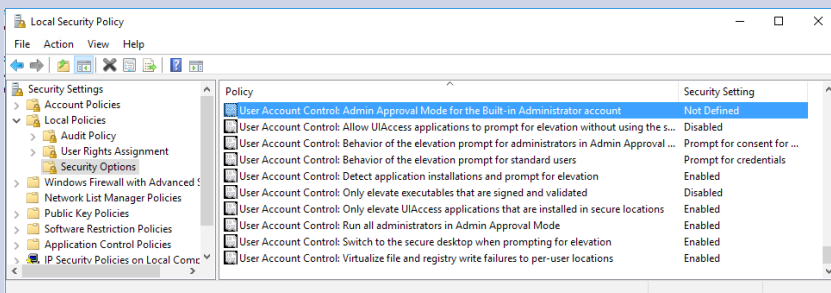 Local Security Policy
File Action View Help
Security Settings
Account Policies
Local Policies
Audit Policy
User Rights Assignment
Security Options
Windows Firewall with Advanced S
Network List Manager Policies
Public Key Policies
Software Restriction Policies
Application Control Policies
IP Security Policies on Local Comp
Policy Security Setting
User Account Control: Admin Approval Mode for the Built-in Administrator account Not Defined
User Account Control: Allow UIAccess applications to prompt for elevation without using the s... Disabled
User Account Control: Behavior of the elevation prompt for administrators in Admin Approval ... Prompt for consent for ...
User Account Control: Behavior of the elevation prompt for standard users Prompt for credentials
User Account Control: Detect application installations and prompt for elevation Enabled
User Account Control: Only elevate executables that are signed and validated Disabled
User Account Control: Only elevate UIAccess applications that are installed in secure locations Enabled
User Account Control: Run all administrators in Admin Approval Mode Enabled
User Account Control: Switch to the secure desktop when prompting for elevation Enabled
User Account Control: Virtualize file and registry write failures to per-user locations Enabled